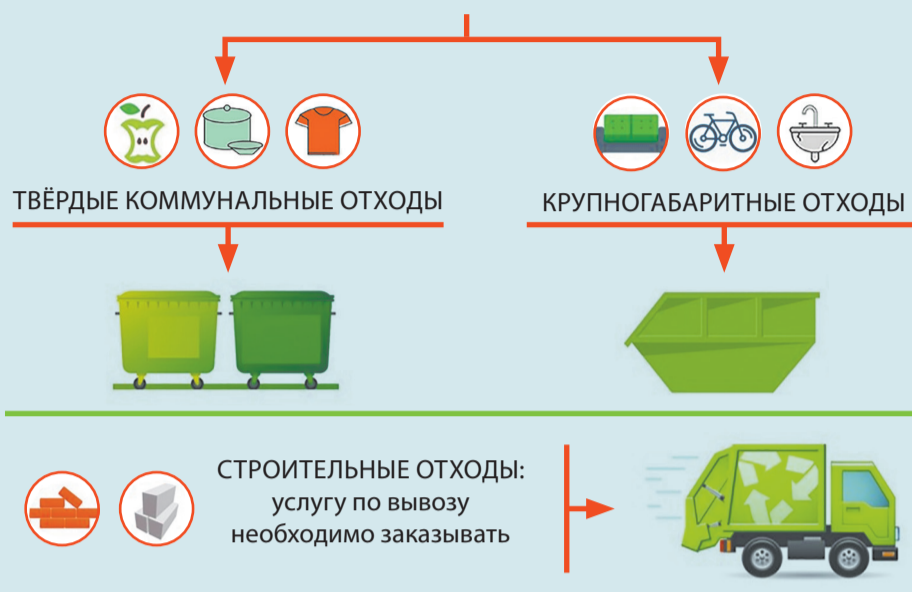 ТВЁРДЫЕ КОММУНАЛЬНЫЕ ОТХОДЫ
КРУПНОГАБАРИТНЫЕ ОТХОДЫ
СТРОИТЕЛЬНЫЕ ОТХОДЫ:
услугу по вывозу
необходимо заказывать